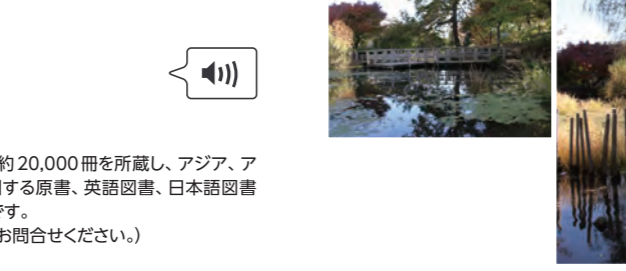 約20,000冊を所蔵し、アジア、ア
する原書、英語図書、日本語図書
です。
お問合せください。）